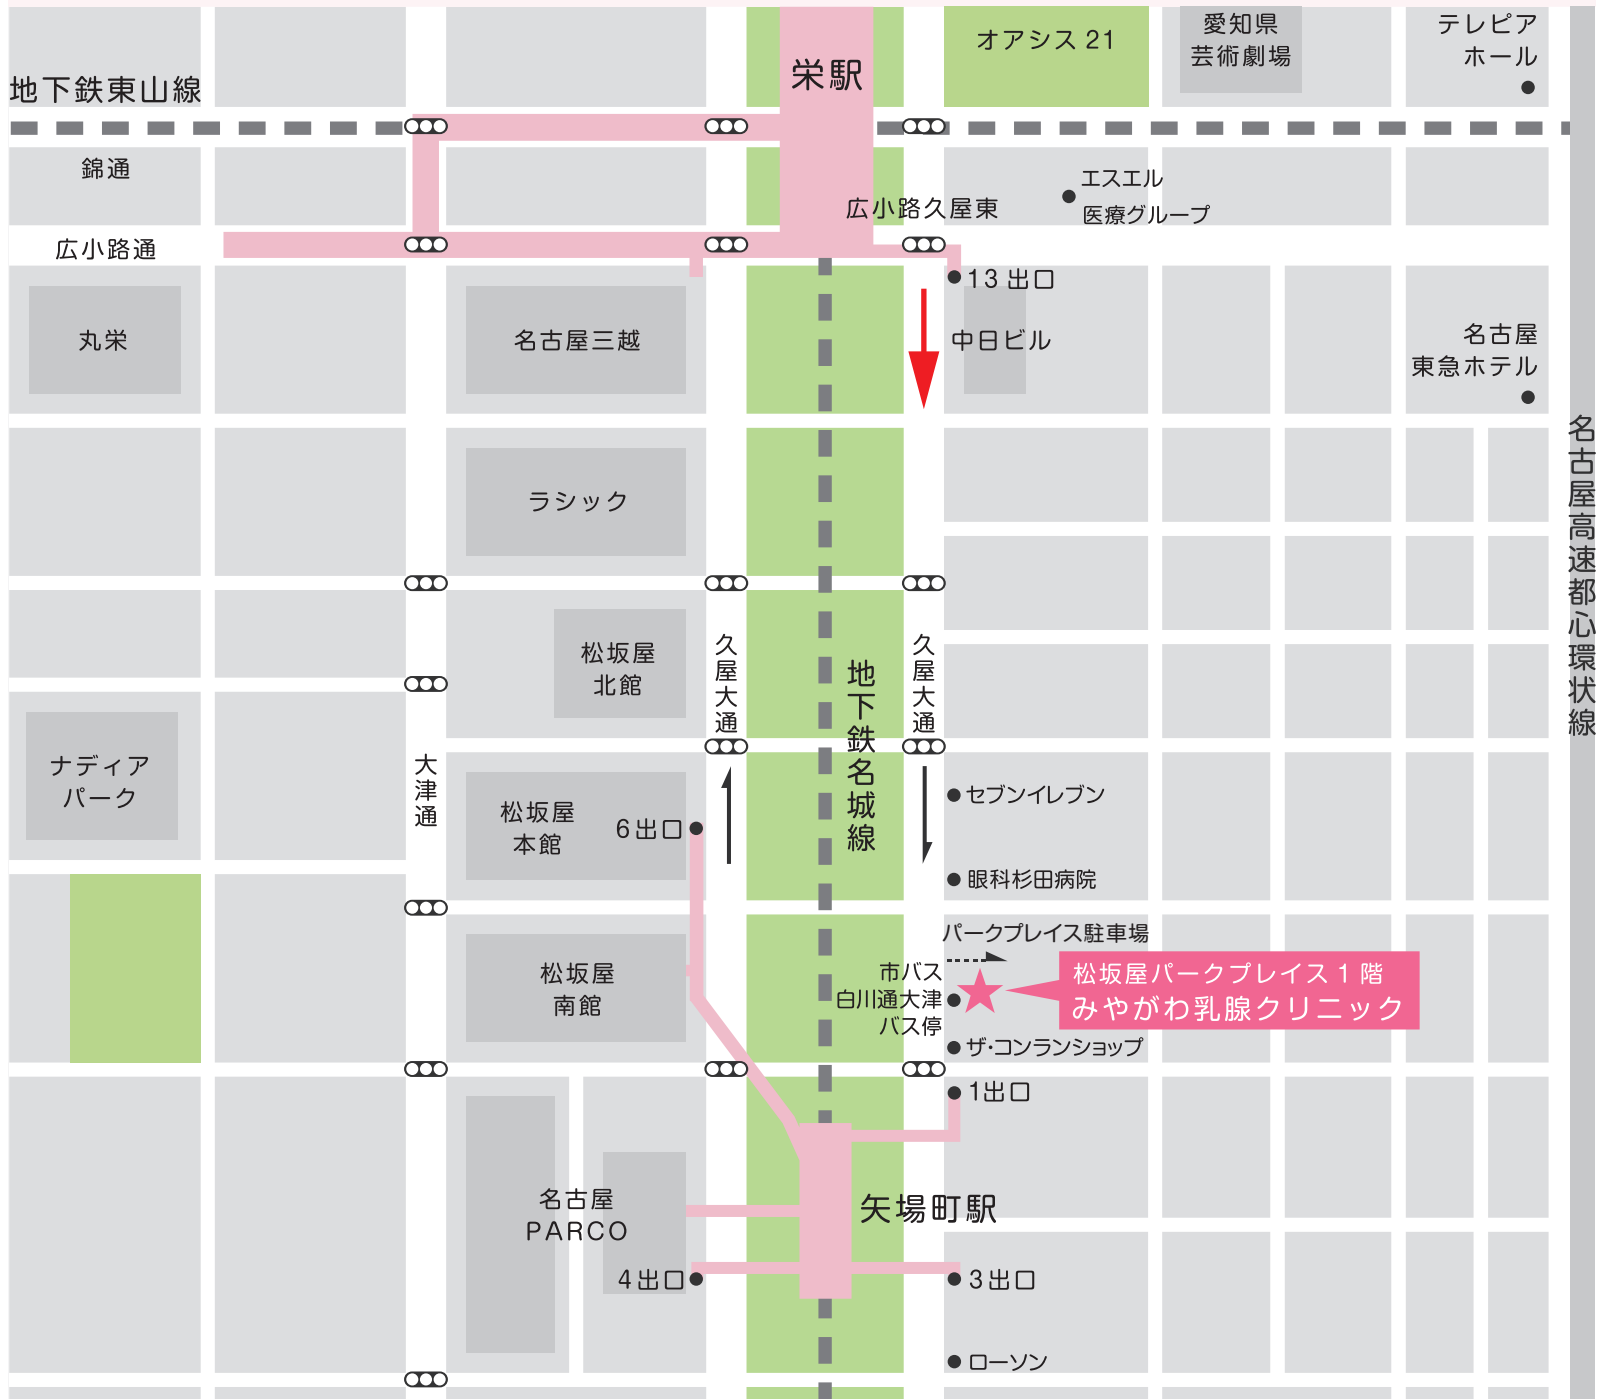 オアシス 21
愛知県
芸術劇場
テレピア
ホール
栄駅
地下鉄東山線
錦通
エスエル
医療グループ
広小路久屋東
広小路通
13 出口
丸栄
名古屋三越
中日ビル
名古屋
東急ホテル
名古屋高速都心環状線
ラシック
松坂屋
北館
久屋大通
地下鉄名城線
久屋大通
ナディア
パーク
大津通
松坂屋
本館
6 出口
セブンイレブン
眼科杉田病院
パークプレイス駐車場
松坂屋
南館
市バス
白川通大津
バス停
松坂屋パークプレイス 1 階
みやがわ乳腺クリニック
ザ・コンランショップ
1出口
名古屋
PARCO
矢場町駅
4 出口
3 出口
ローソン